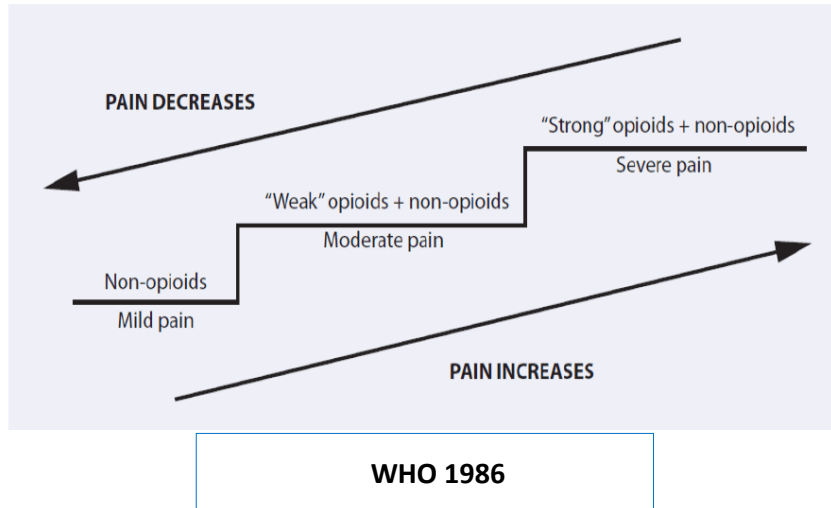 PAIN DECREASES
“Strong” opioids + non-opioids
Severe pain
“Weak” opioids + non-opioids
Moderate pain
Non-opioids
Mild pain
PAIN INCREASES
WHO 1986